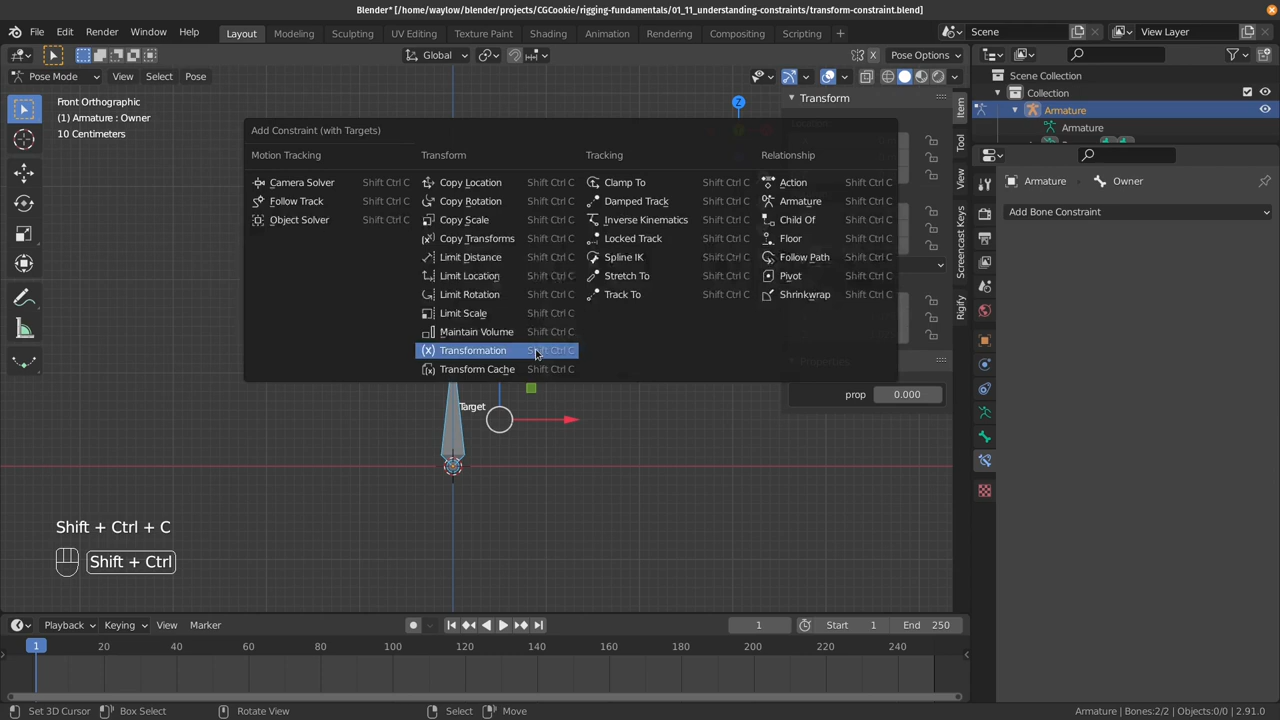 Blender* [/home/waylow/blender/projects/CGCookie/rigging-fundamentals/01_11_understanding-constraints/transform-constraint.blend]
File Edit Render Window Help Layout Modeling Sculpting UV Editing Texture Paint Shading Animation Rendering Compositing Scripting + Scene View Layer
Global Pose Options
Pose Mode View Select Pose
Front Orthographic
(1) Armature : Owner
10 Centimeters
Z
Transform
Item
Tool
View
Screencast Keys
Rigify
Add Constraint (with Targets)
Motion Tracking
Camera Solver Shift Ctrl C
Follow Track Shift Ctrl C
Object Solver Shift Ctrl C
Transform
Copy Location Shift Ctrl C
Copy Rotation Shift Ctrl C
Copy Scale Shift Ctrl C
Copy Transforms Shift Ctrl C
Limit Distance Shift Ctrl C
Limit Location Shift Ctrl C
Limit Rotation Shift Ctrl C
Limit Scale Shift Ctrl C
Maintain Volume Shift Ctrl C
Transformation Shift Ctrl C
Transform Cache Shift Ctrl C
Tracking
Clamp To Shift Ctrl C
Damped Track Shift Ctrl C
Inverse Kinematics Shift Ctrl C
Locked Track Shift Ctrl C
Spline IK Shift Ctrl C
Stretch To Shift Ctrl C
Track To Shift Ctrl C
Relationship
Action Shift Ctrl C
Armature Shift Ctrl C
Child Of Shift Ctrl C
Floor Shift Ctrl C
Follow Path Shift Ctrl C
Pivot Shift Ctrl C
Shrinkwrap Shift Ctrl C
Properties
prop 0.000
Target
Shift + Ctrl + C
Shift + Ctrl
Scene Collection
Collection
Armature
Armature
Armature Owner
Add Bone Constraint
Playback Keying View Marker 1 Start 1 End 250
1 20 40 60 80 100 120 140 160 180 200 220 240
Set 3D Cursor Box Select Rotate View Select Move Armature | Bones:2/2 | Objects:0/0 | 2.91.0